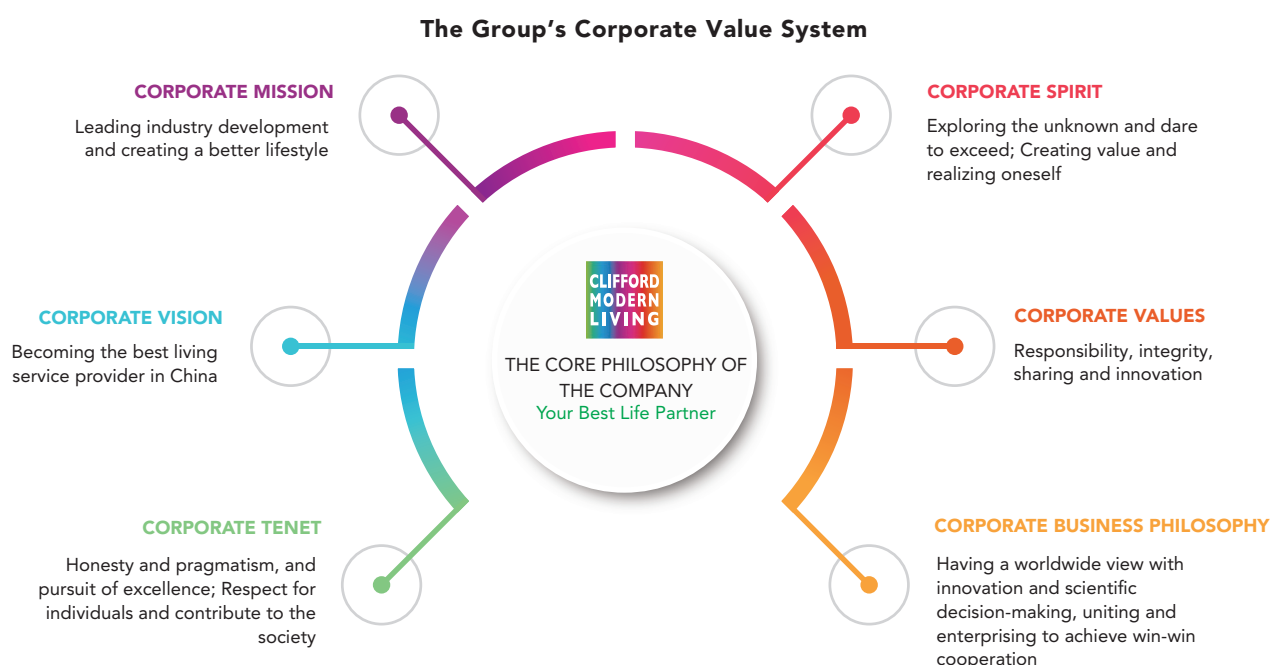 The Group's Corporate Value System
CORPORATE MISSION
Leading industry development
and creating a better lifestyle
CORPORATE SPIRIT
Exploring the unknown and dare
to exceed; Creating value and
realizing oneself
CORPORATE VISION
Becoming the best living
service provider in China
CLIFFORD
MODERN
LIVING
THE CORE PHILOSOPHY OF
THE COMPANY
Your Best Life Partner
CORPORATE VALUES
Responsibility, integrity,
sharing and innovation
CORPORATE TENET
Honesty and pragmatism, and
pursuit of excellence; Respect for
individuals and contribute to the
society
CORPORATE BUSINESS PHILOSOPHY
Having a worldwide view with
innovation and scientific
decision-making, uniting and
enterprising to achieve win-win
cooperation